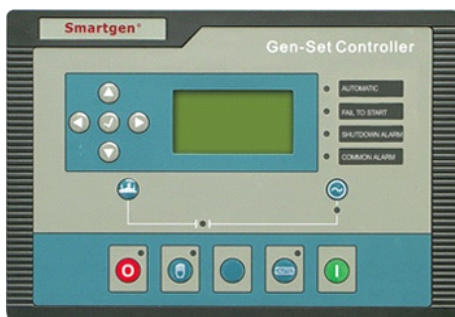 Smartgen®
Gen-Set Controller
AUTOMATIC
FAIL TO START
SHUTDOWN ALARM
COMMON ALARM